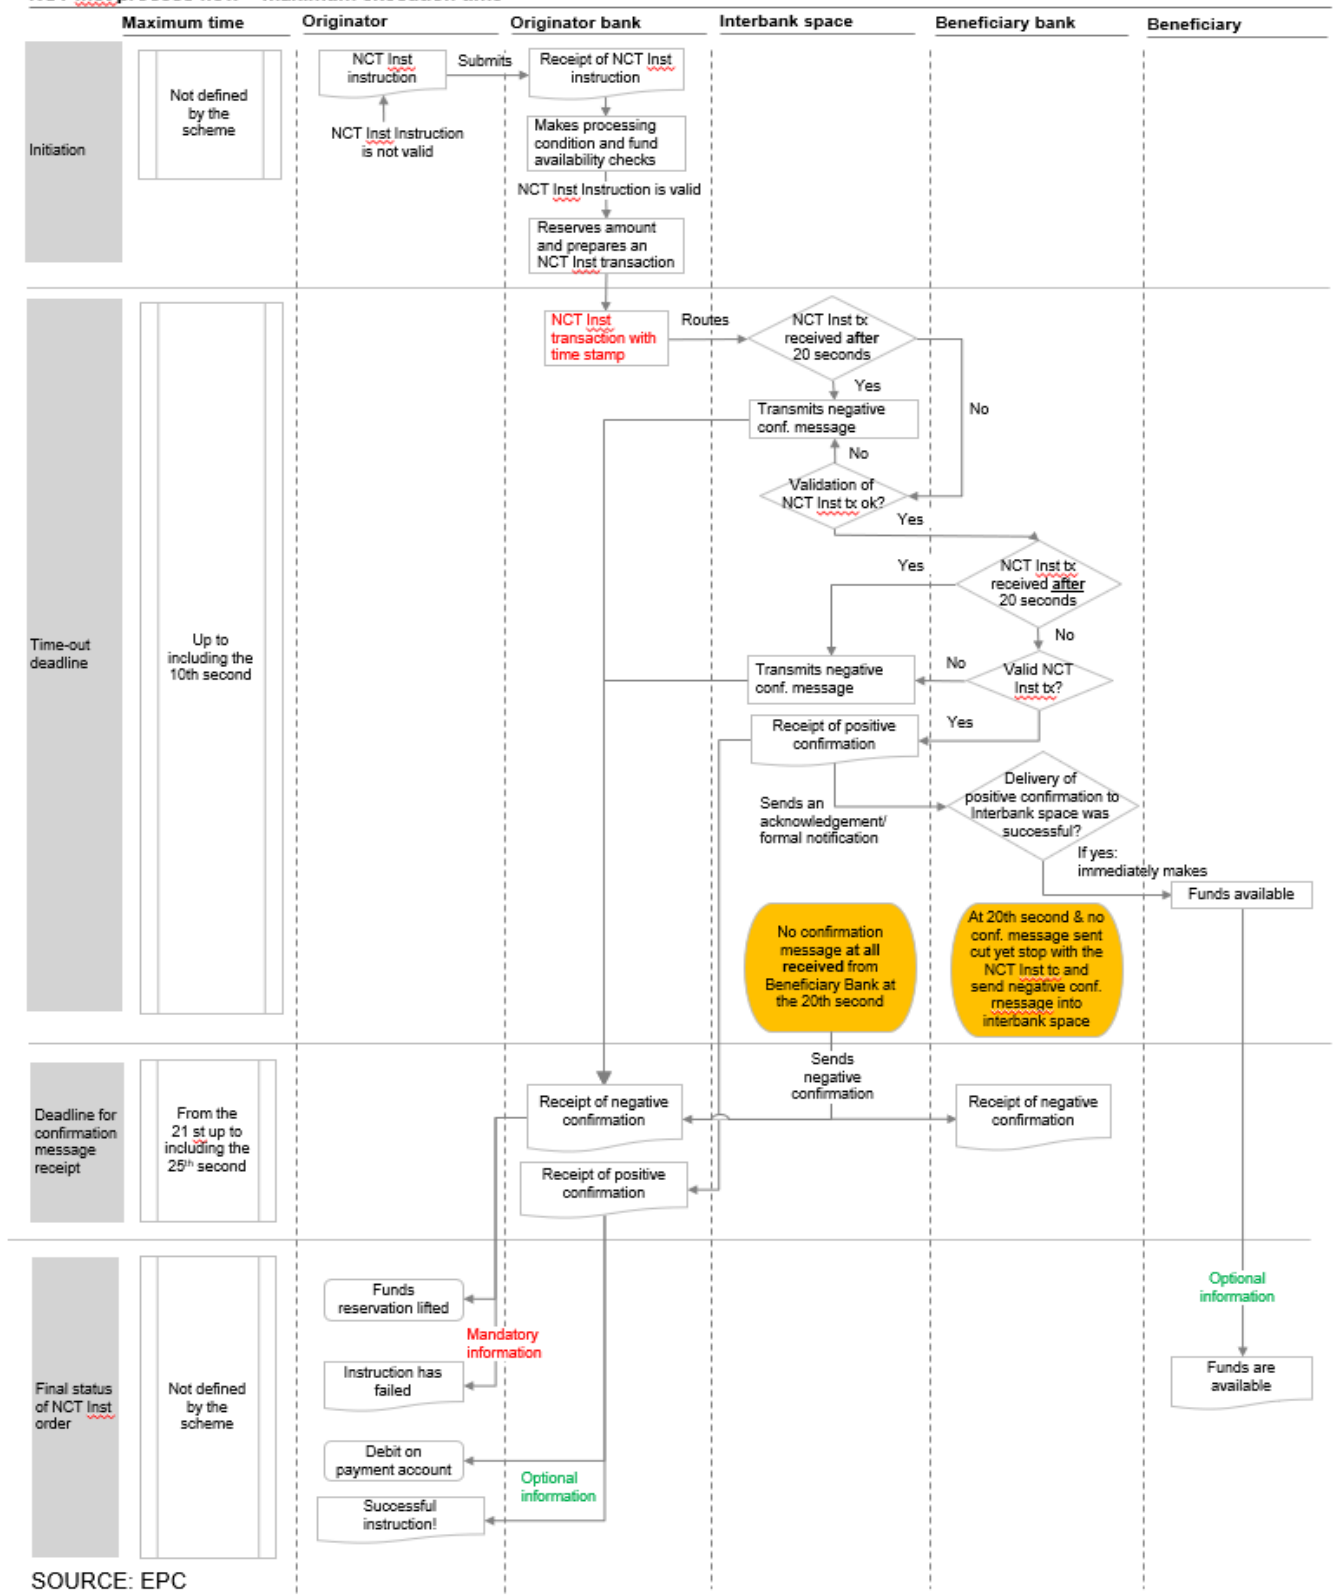 Maximum time
Originator
Originator bank
Interbank space
Beneficiary bank
Beneficiary
Initiation
Not defined
by the
scheme
NCT Inst
instruction
Submits
Receipt of NCT Inst
instruction
NCT Inst Instruction
is not valid
Makes processing
condition and fund
availability checks
NCT Inst Instruction is valid
Reserves amount
and prepares an
NCT Inst transaction
Time-out
deadline
Up to
including the
10th second
NCT Inst
transaction with
time stamp
Routes
NCT Inst tx
received after
20 seconds
Yes
No
Transmits negative
conf. message
No
Validation of
NCT Inst tx ok?
Yes
NCT Inst tx
received after
20 seconds
Yes
No
Transmits negative
conf. message
No
Valid NCT
Inst tx?
Yes
Receipt of positive
confirmation
Sends an
acknowledgement/
formal notification
Delivery of
positive confirmation to
Interbank space was
successful?
If yes:
immediately makes
Funds available
No confirmation
message at all
received from
Beneficiary Bank at
the 20th second
At 20th second & no
conf. message sent
cut yet stop with the
NCT Inst tc and
send negative conf.
message into
interbank space
Deadline for
confirmation
message
receipt
From the
21 st up to
including the
25th second
Sends
negative
confirmation
Receipt of negative
confirmation
Receipt of negative
confirmation
Receipt of positive
confirmation
Final status
of NCT Inst
order
Not defined
by the
scheme
Funds
reservation lifted
Mandatory
information
Instruction has
failed
Debit on
payment account
Optional
information
Successful
instruction!
Optional
information
Funds are
available
SOURCE: EPC